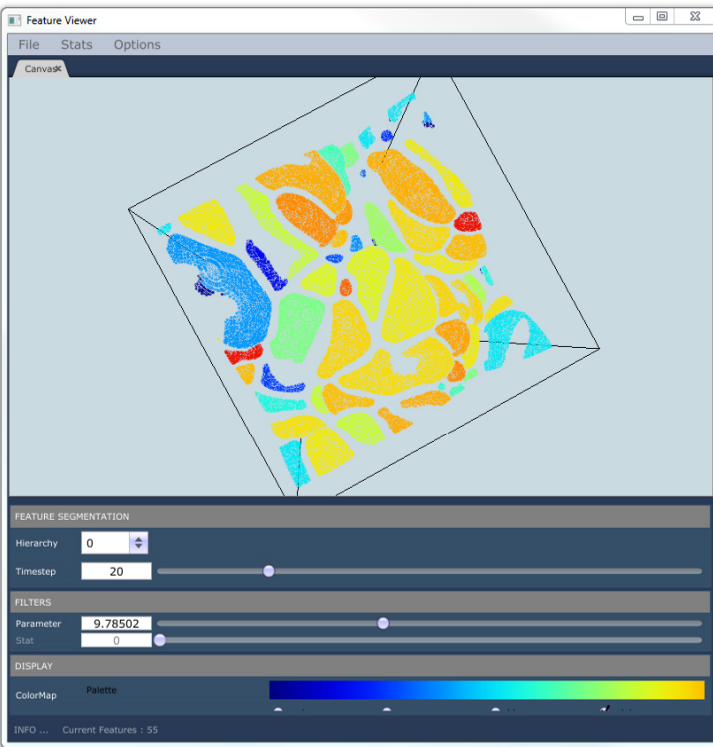 Feature Viewer
File Stats Options
Canvas
FEATURE SEGMENTATION
Hierarchy 0
Timestep 20
FILTERS
Parameter 9.78502
Stat 0
DISPLAY
ColorMap Palette
INFO ... Current Features : 55